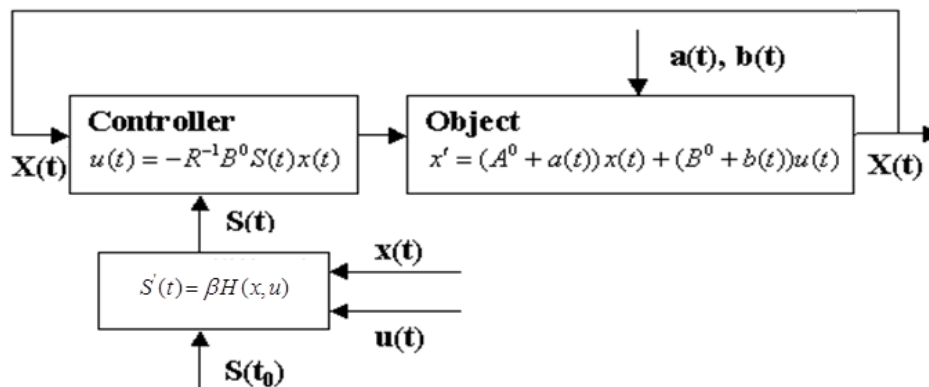 a(t), b(t)
Controller
u(t) = −R⁻¹B⁰S(t)x(t)
Object
x' = (A⁰ + a(t))x(t) + (B⁰ + b(t))u(t)
X(t)
X(t)
S(t)
S'(t) = βH(x,u)
x(t)
u(t)
S(t₀)